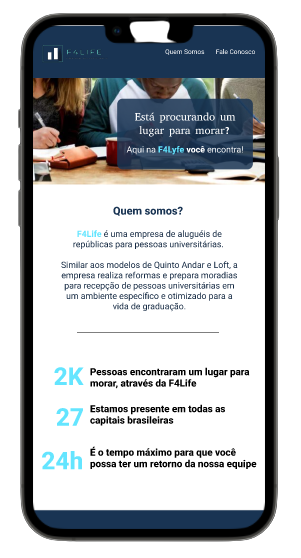 F4LIFE
Quem Somos Fale Conosco
Está procurando um
lugar para morar?
Aqui na F4Lyfe você encontra!
Quem somos?
F4Life é uma empresa de aluguéis de
repúblicas para pessoas universitárias.
Similar aos modelos de Quinto Andar e Loft, a
empresa realiza reformas e prepara moradias
para recepção de pessoas universitárias em
um ambiente específico e otimizado para a
vida de graduação.
2K Pessoas encontraram um lugar para
morar, através da F4Life
27 Estamos presente em todas as
capitais brasileiras
24h É o tempo máximo para que você
possa ter um retorno da nossa equipe